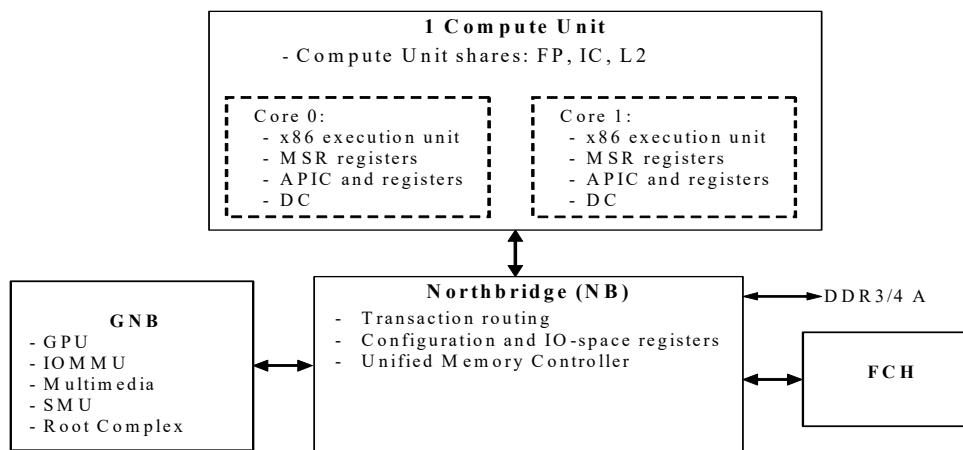 1 Compute Unit
- Compute Unit shares: FP, IC, L2
Core 0:
- x86 execution unit
- MSR registers
- APIC and registers
- DC
Core 1:
- x86 execution unit
- MSR registers
- APIC and registers
- DC
GNB
- GPU
- IOMMU
- Multimedia
- SMU
- Root Complex
Northbridge (NB)
- Transaction routing
- Configuration and IO-space registers
- Unified Memory Controller
DDR3/4 A
FCH